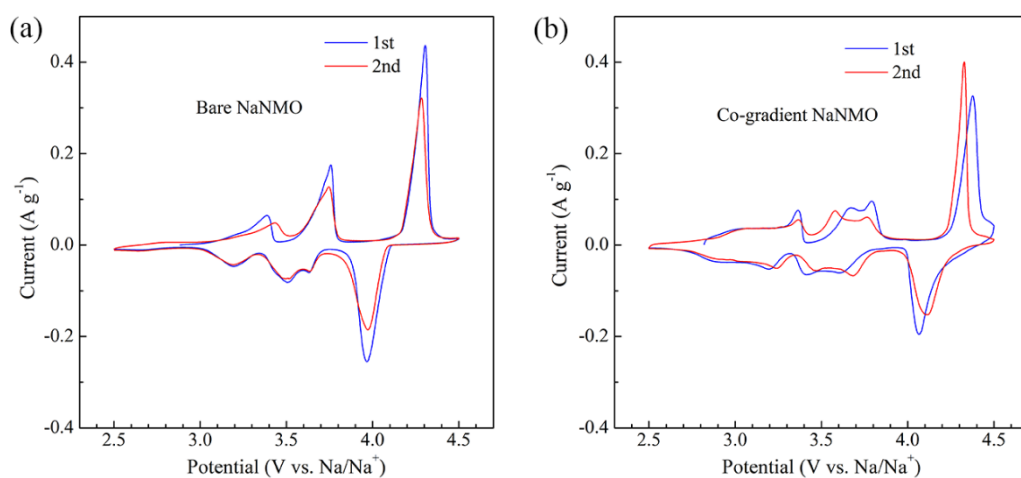 (a)
1st
2nd
Bare NaNMO
0.4
0.2
0.0
-0.2
-0.4
Current (A g⁻¹)
2.5 3.0 3.5 4.0 4.5
Potential (V vs. Na/Na⁺)
(b)
1st
2nd
Co-gradient NaNMO
0.4
0.2
0.0
-0.2
-0.4
Current (A g⁻¹)
2.5 3.0 3.5 4.0 4.5
Potential (V vs. Na/Na⁺)